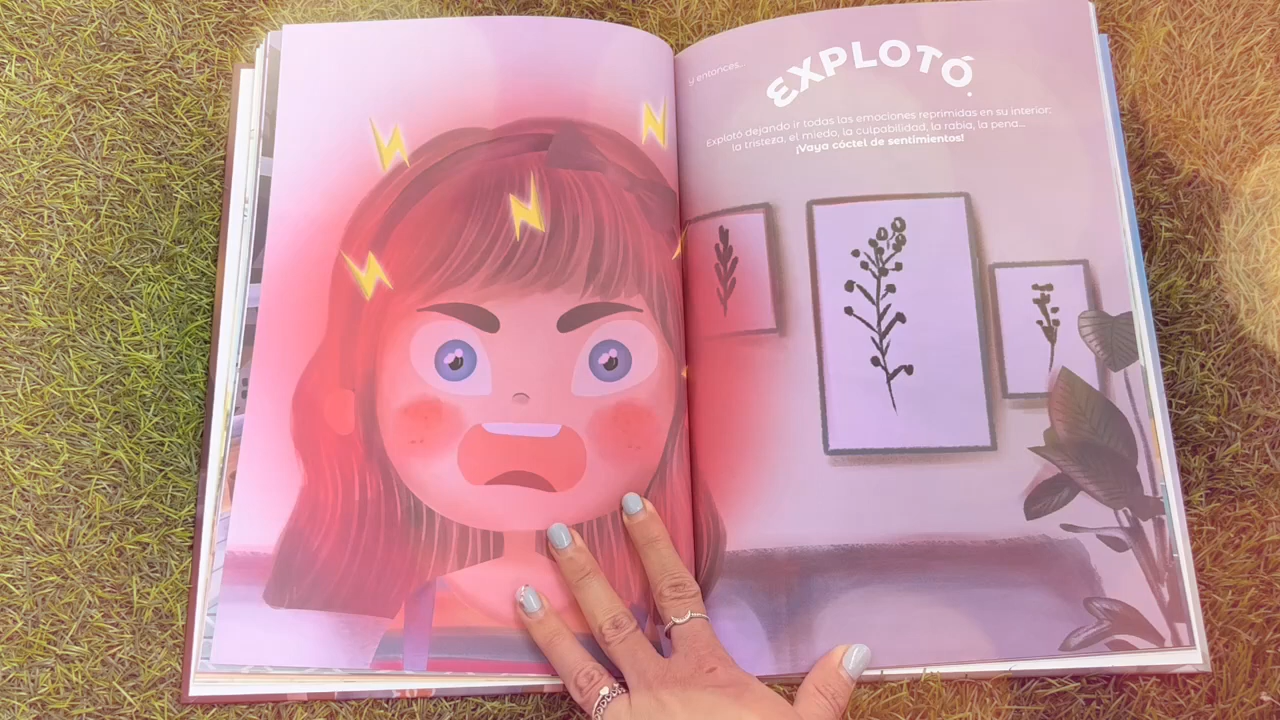 y entonces...
EXPLOTÓ.
Explotó dejando ir todas las emociones reprimidas en su interior:
la tristeza, el miedo, la culpabilidad, la rabia, la pena...
¡Vaya cóctel de sentimientos!